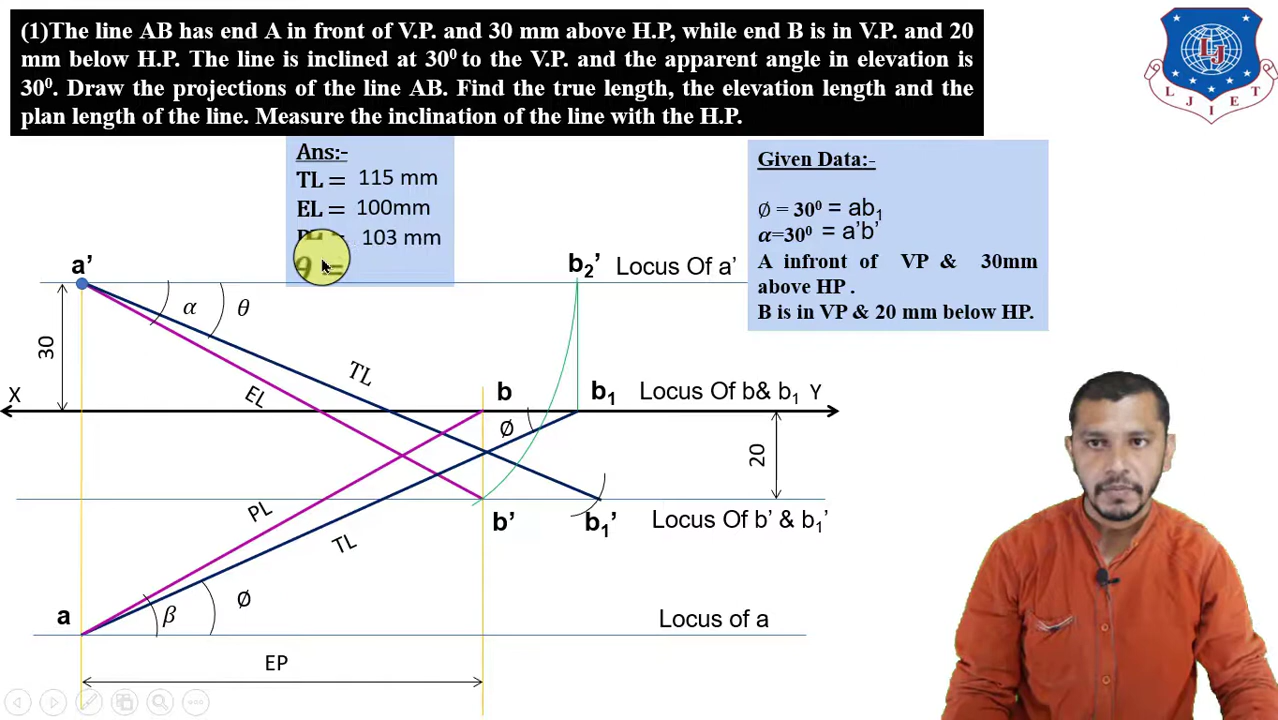 (1)The line AB has end A in front of V.P. and 30 mm above H.P, while end B is in V.P. and 20
mm below H.P. The line is inclined at 30⁰ to the V.P. and the apparent angle in elevation is
30⁰. Draw the projections of the line AB. Find the true length, the elevation length and the
plan length of the line. Measure the inclination of the line with the H.P.
LJIET
Ans:-
TL = 115 mm
EL = 100mm
PL = 103 mm
θ =
Given Data:-
∅ = 30⁰ = ab₁
α=30⁰ = a’b’
A infront of VP & 30mm
above HP .
B is in VP & 20 mm below HP.
a’
b₂’
Locus Of a’
α
θ
30
TL
EL
X
b
b₁
Locus Of b& b₁
Y
Ø
20
PL
TL
b’
b₁’
Locus Of b’ & b₁’
a
β
Ø
Locus of a
EP